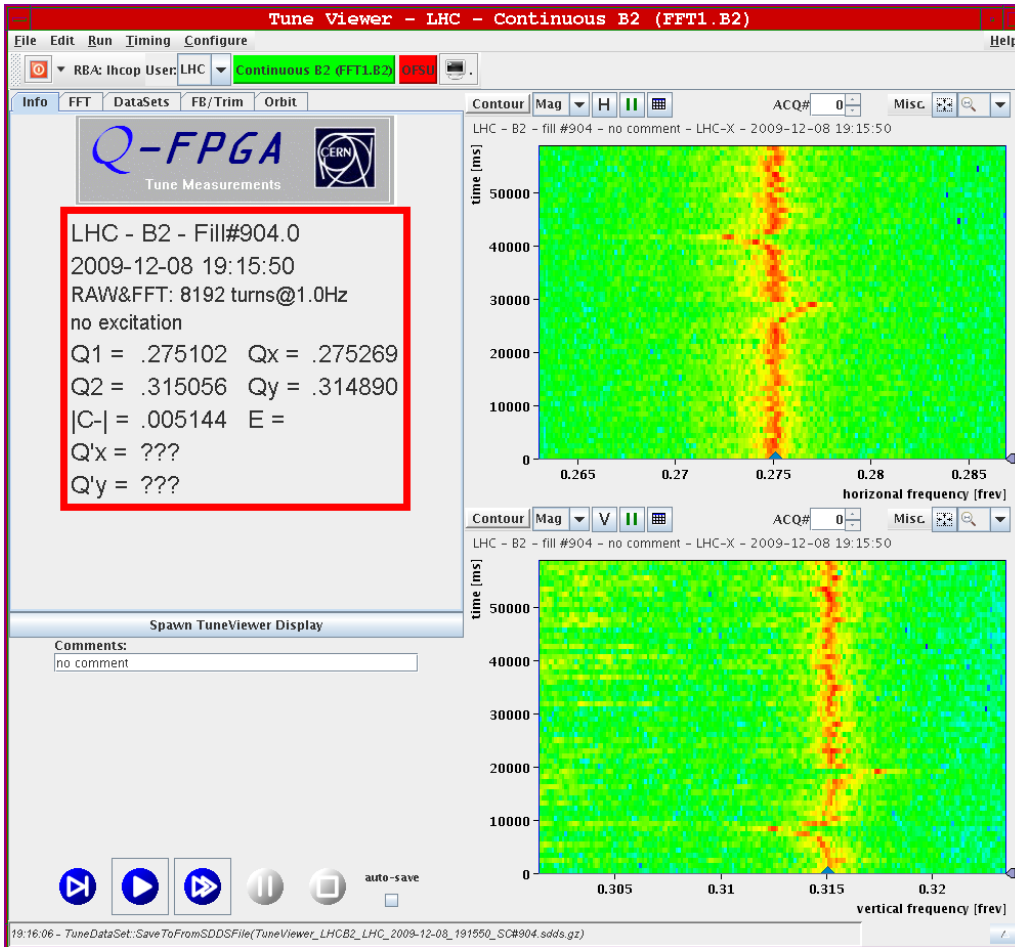 Tune Viewer - LHC - Continuous B2 (FFT1.B2)
File Edit Run Timing Configure Help
RBA: lhcop User: LHC Continuous B2 (FFT1.B2) OFSU
Info FFT DataSets FB/Trim Orbit
Q-FPGA
Tune Measurements
CERN
LHC - B2 - Fill#904.0
2009-12-08 19:15:50
RAW&FFT: 8192 turns@1.0Hz
no excitation
Q1 = .275102 Qx = .275269
Q2 = .315056 Qy = .314890
|C-| = .005144 E =
Q'x = ???
Q'y = ???
Spawn TuneViewer Display
Comments:
no comment
auto-save
Contour Mag H ACQ# 0 Misc.
LHC - B2 - fill #904 - no comment - LHC-X - 2009-12-08 19:15:50
time [ms]
50000
40000
30000
20000
10000
0
0.265 0.27 0.275 0.28 0.285
horizonal frequency [frev]
Contour Mag V ACQ# 0 Misc.
LHC - B2 - fill #904 - no comment - LHC-X - 2009-12-08 19:15:50
time [ms]
50000
40000
30000
20000
10000
0
0.305 0.31 0.315 0.32
vertical frequency [frev]
19:16:06 - TuneDataSet::SaveToFromSDDSFile(TuneViewer_LHCB2_LHC_2009-12-08_191550_SC#904.sdds.gz)